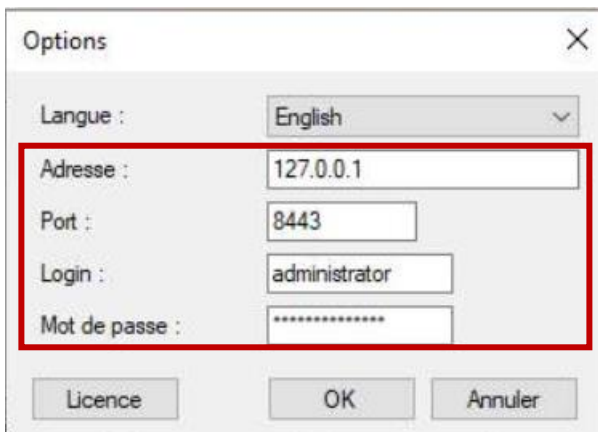 Options
Langue : English
Adresse : 127.0.0.1
Port : 8443
Login : administrator
Mot de passe : **************
Licence OK Annuler